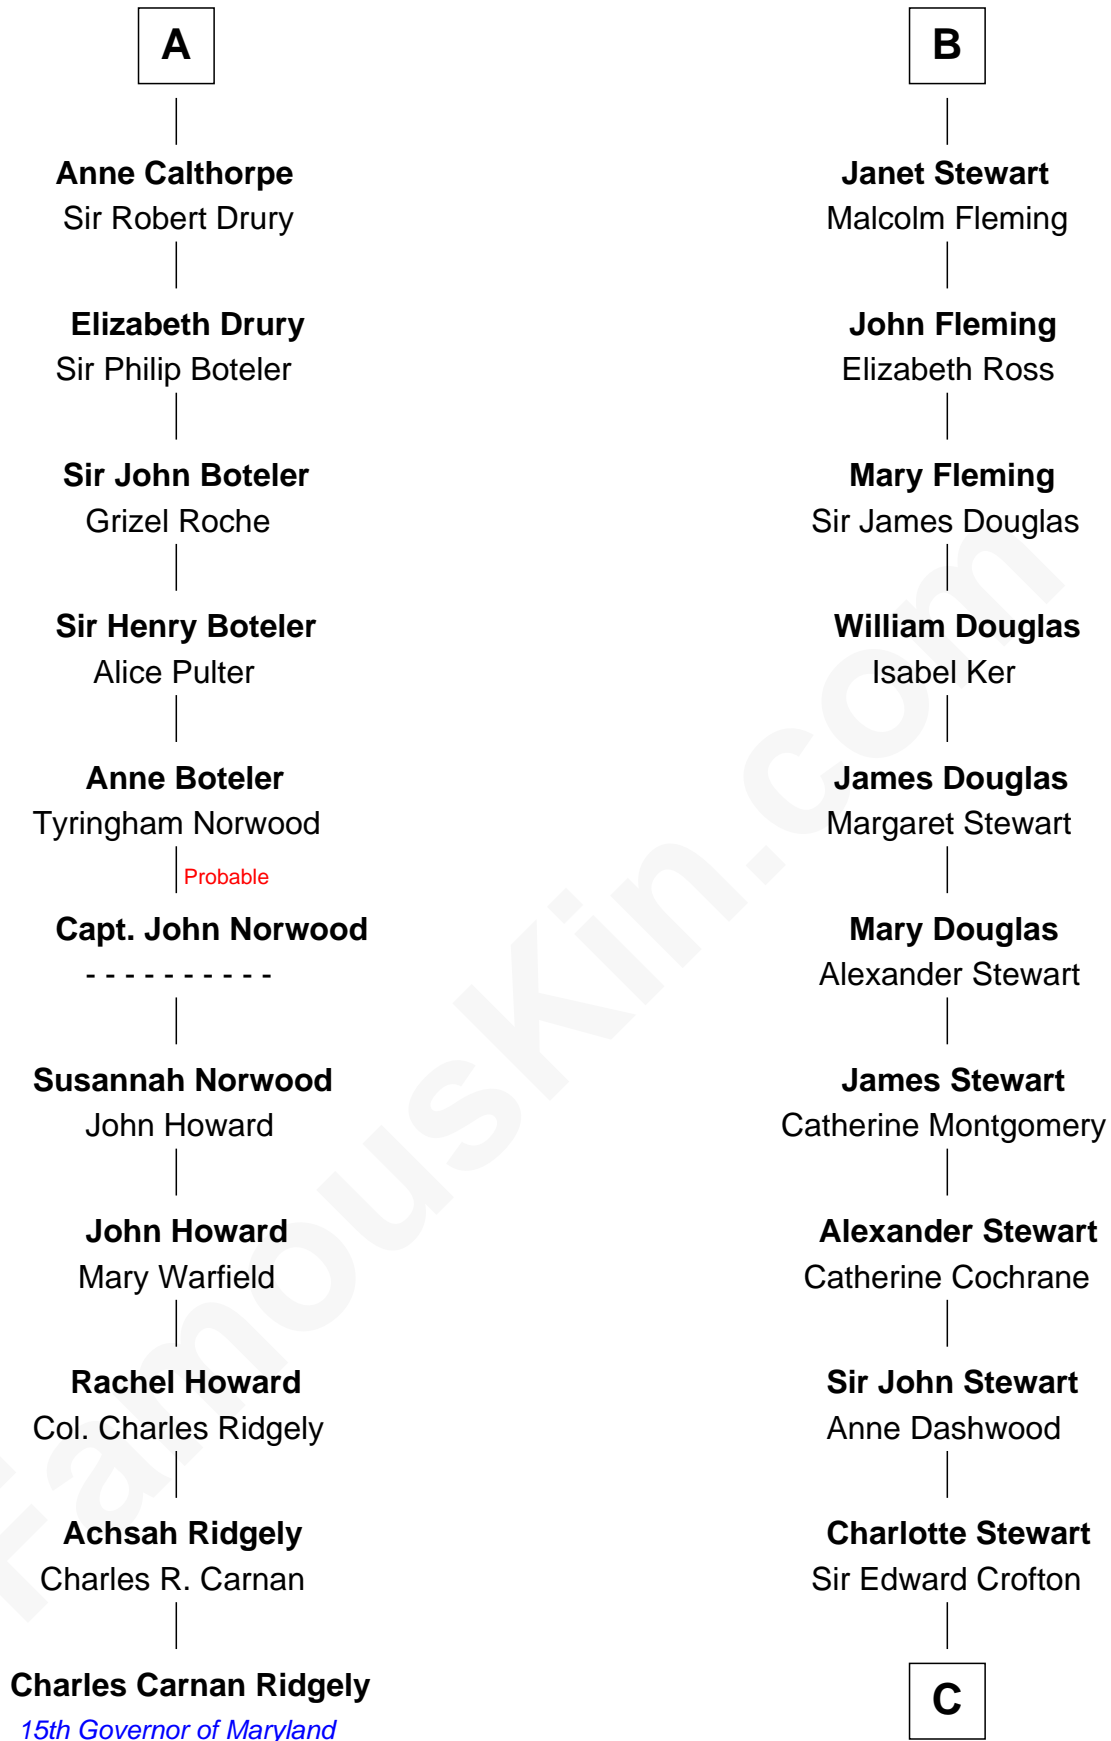 A
Anne Calthorpe
Sir Robert Drury
Elizabeth Drury
Sir Philip Boteler
Sir John Boteler
Grizel Roche
Sir Henry Boteler
Alice Pulter
Anne Boteler
Tyringham Norwood
Probable
Capt. John Norwood
- - - - - - - - - -
Susannah Norwood
John Howard
John Howard
Mary Warfield
Rachel Howard
Col. Charles Ridgely
Achsah Ridgely
Charles R. Carnan
Charles Carnan Ridgely
15th Governor of Maryland
B
Janet Stewart
Malcolm Fleming
John Fleming
Elizabeth Ross
Mary Fleming
Sir James Douglas
William Douglas
Isabel Ker
James Douglas
Margaret Stewart
Mary Douglas
Alexander Stewart
James Stewart
Catherine Montgomery
Alexander Stewart
Catherine Cochrane
Sir John Stewart
Anne Dashwood
Charlotte Stewart
Sir Edward Crofton
C
FamousKin.com